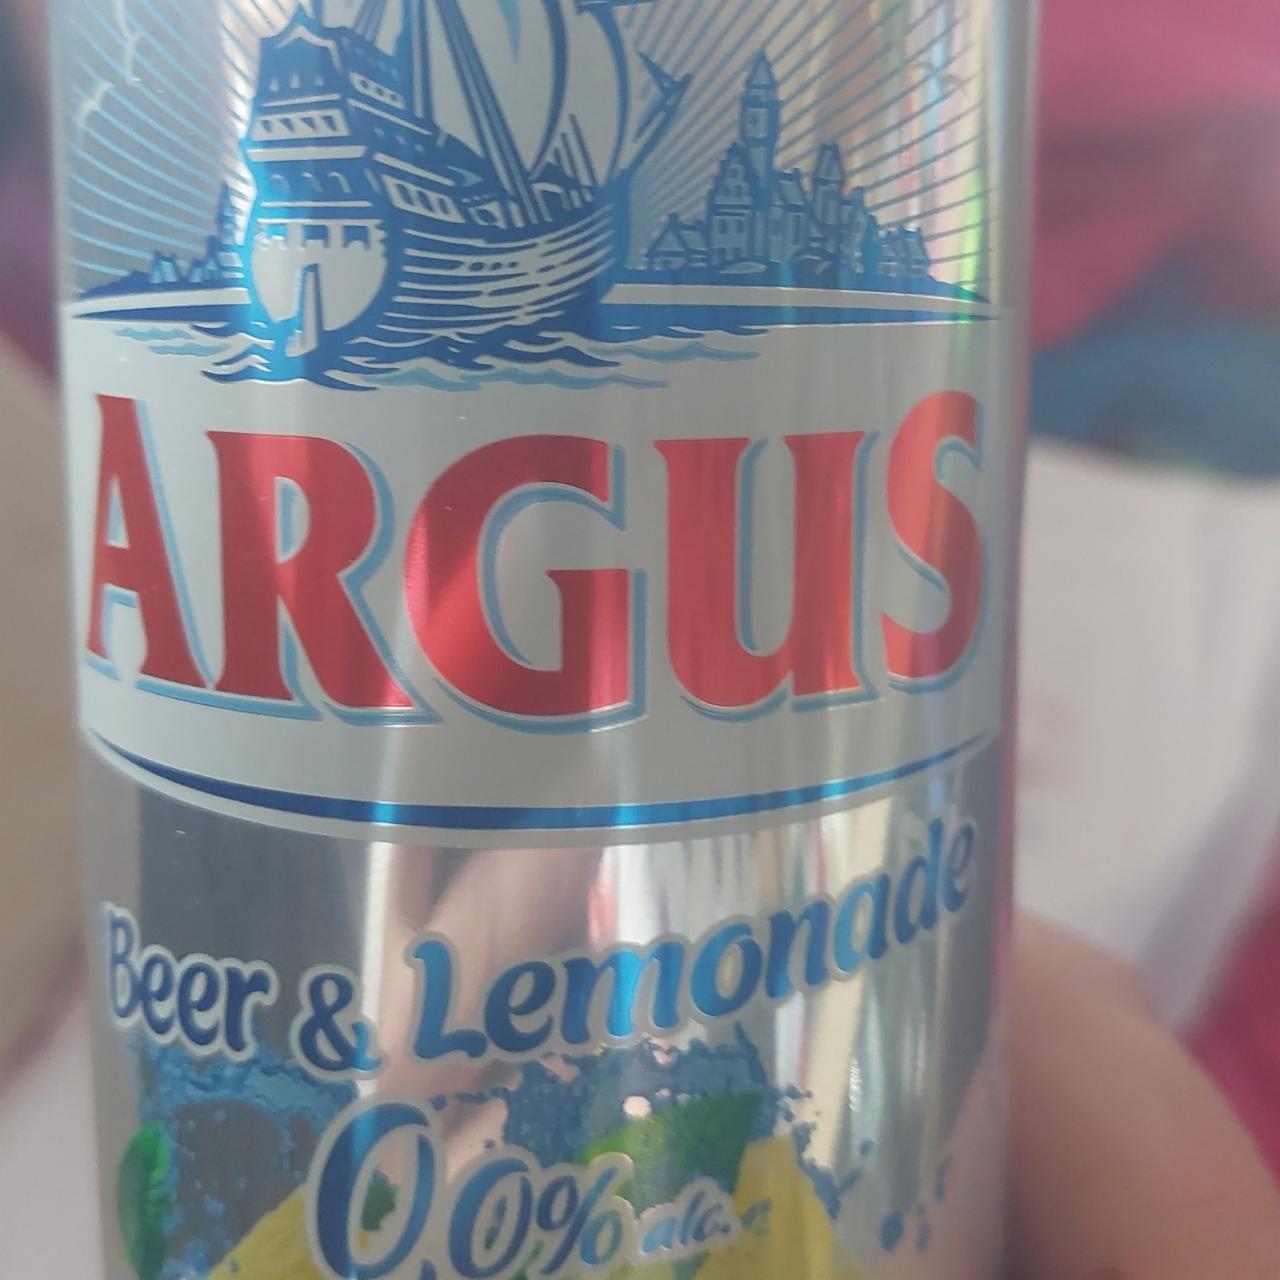 ARGUS
Beer & Lemonade
0,0% alc.